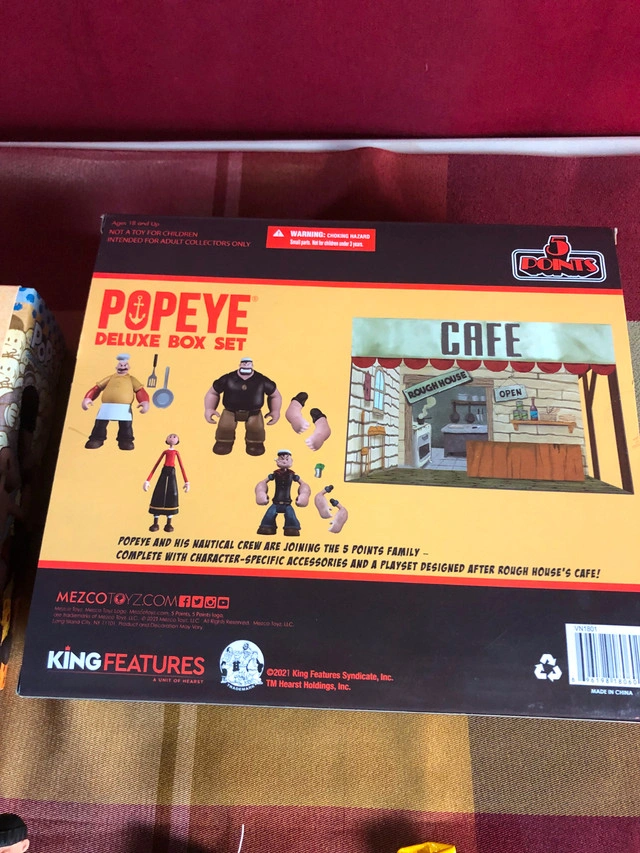 Ages 18 and Up
NOT A TOY FOR CHILDREN
INTENDED FOR ADULT COLLECTORS ONLY
WARNING: CHOKING HAZARD
Small parts. Not for children under 3 years.
5
POINTS
POPEYE®
DELUXE BOX SET
CAFE
ROUGH HOUSE
OPEN
POPEYE AND HIS NAUTICAL CREW ARE JOINING THE 5 POINTS FAMILY –
COMPLETE WITH CHARACTER-SPECIFIC ACCESSORIES AND A PLAYSET DESIGNED AFTER ROUGH HOUSE'S CAFE!
MEZCOTOYZ.COM
KING FEATURES
A UNIT OF HEARST
©2021 King Features Syndicate, Inc.
TM Hearst Holdings, Inc.
VN1801
MADE IN CHINA